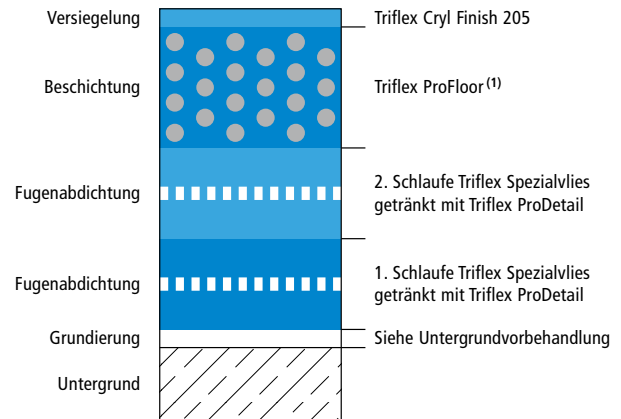 Versiegelung
Triflex Cryl Finish 205
Beschichtung
Triflex ProFloor(1)
Fugenabdichtung
2. Schlaufe Triflex Spezialvlies
getränkt mit Triflex ProDetail
Fugenabdichtung
1. Schlaufe Triflex Spezialvlies
getränkt mit Triflex ProDetail
Grundierung
Siehe Untergrundvorbehandlung
Untergrund